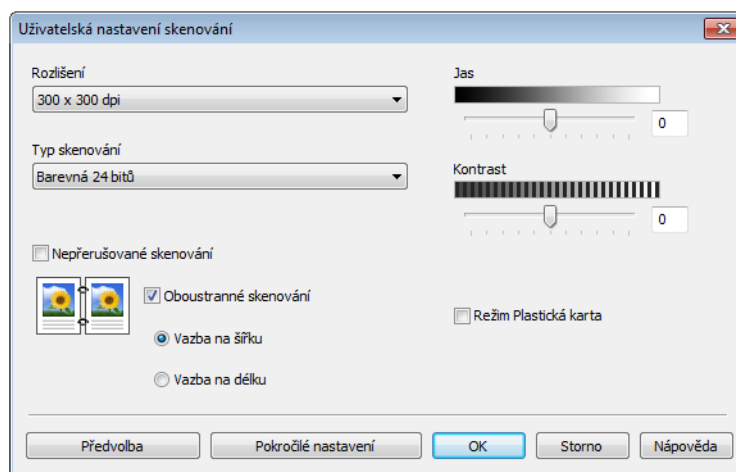 Uživatelská nastavení skenování
Rozlišení
300 x 300 dpi
Typ skenování
Barevná 24 bitů
Nepřerušované skenování
Oboustranné skenování
Vazba na šířku
Vazba na délku
Jas
0
Kontrast
0
Režim Plastická karta
Předvolba
Pokročilé nastavení
OK
Storno
Nápověda